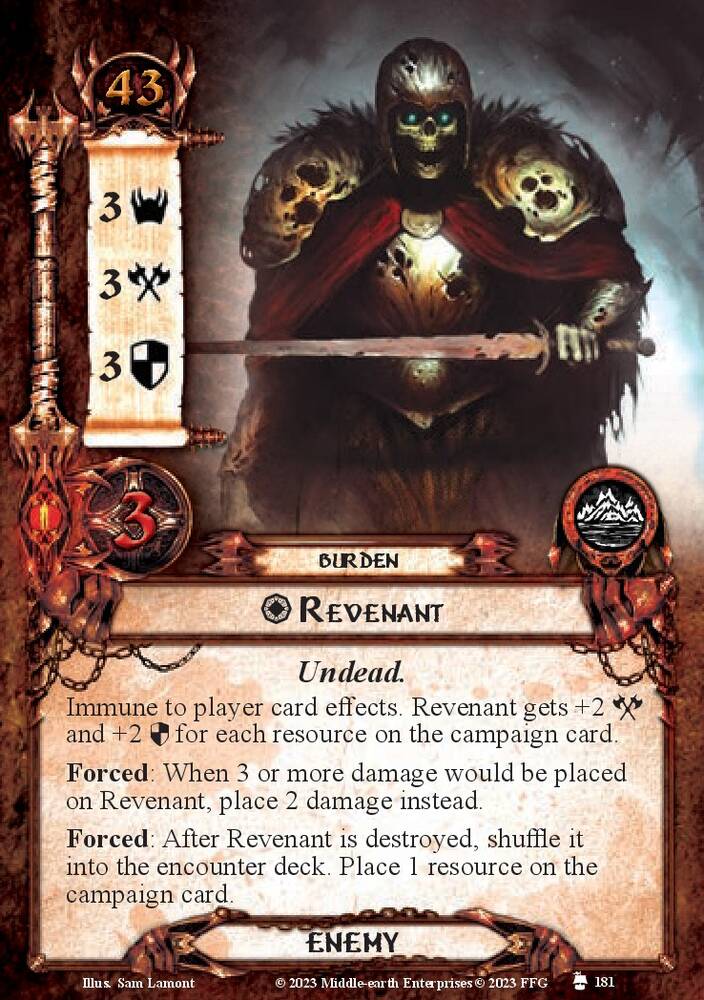 43
3
3
3
3
BURDEN
REVENANT
Undead.
Immune to player card effects. Revenant gets +2
and +2 for each resource on the campaign card.
Forced: When 3 or more damage would be placed
on Revenant, place 2 damage instead.
Forced: After Revenant is destroyed, shuffle it
into the encounter deck. Place 1 resource on the
campaign card.
ENEMY
Illus. Sam Lamont © 2023 Middle-earth Enterprises © 2023 FFG 181